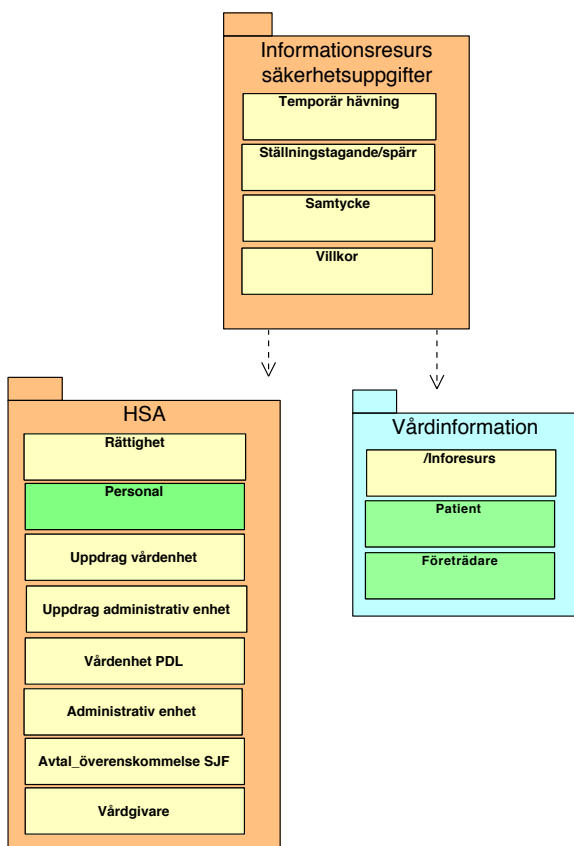 Informationsresurs
säkerhetsuppgifter
Temporär hävning
Ställningstagande/spärr
Samtycke
Villkor
HSA
Rättighet
Personal
Uppdrag vårdenhet
Uppdrag administrativ enhet
Vårdenhet PDL
Administrativ enhet
Avtal_överenskommelse SJF
Vårdgivare
Vårdinformation
/Inforesurs
Patient
Företrädare